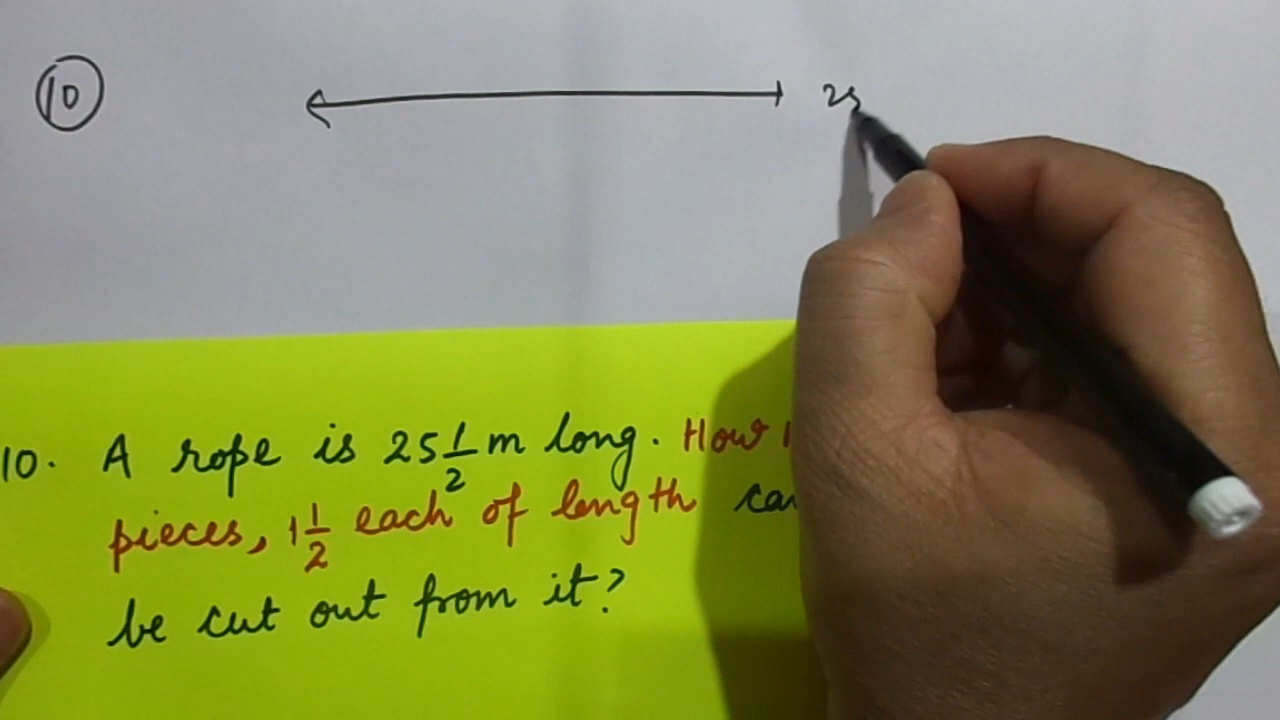 10
25
10. A rope is 25 1/2 m long. How
pieces, 1 1/2 each of length
be cut out from it?